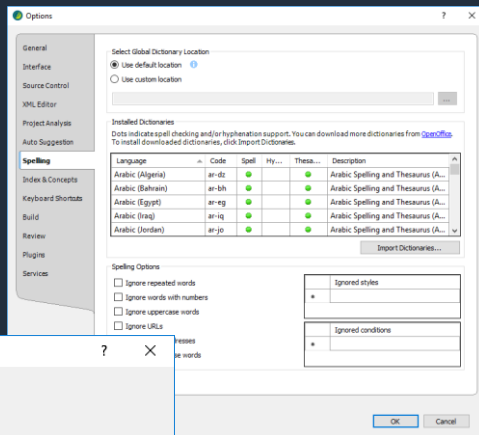 Options
? ×
General
Interface
Source Control
XML Editor
Project Analysis
Auto Suggestion
Spelling
Index & Concepts
Keyboard Shortcuts
Build
Review
Plugins
Services
Select Global Dictionary Location
Use default location
Use custom location
...
Installed Dictionaries
Dots indicate spell checking and/or hyphenation support. You can download more dictionaries from OpenOffice.
To install downloaded dictionaries, click Import Dictionaries.
Language Code Spell Hy... Thesa... Description
Arabic (Algeria) ar-dz Arabic Spelling and Thesaurus (A...
Arabic (Bahrain) ar-bh Arabic Spelling and Thesaurus (A...
Arabic (Egypt) ar-eg Arabic Spelling and Thesaurus (A...
Arabic (Iraq) ar-iq Arabic Spelling and Thesaurus (A...
Arabic (Jordan) ar-jo Arabic Spelling and Thesaurus (A...
Import Dictionaries...
Spelling Options
Ignore repeated words
Ignore words with numbers
Ignore uppercase words
Ignore URLs
resses
se words
Ignored styles
*
Ignored conditions
*
? ×
OK Cancel